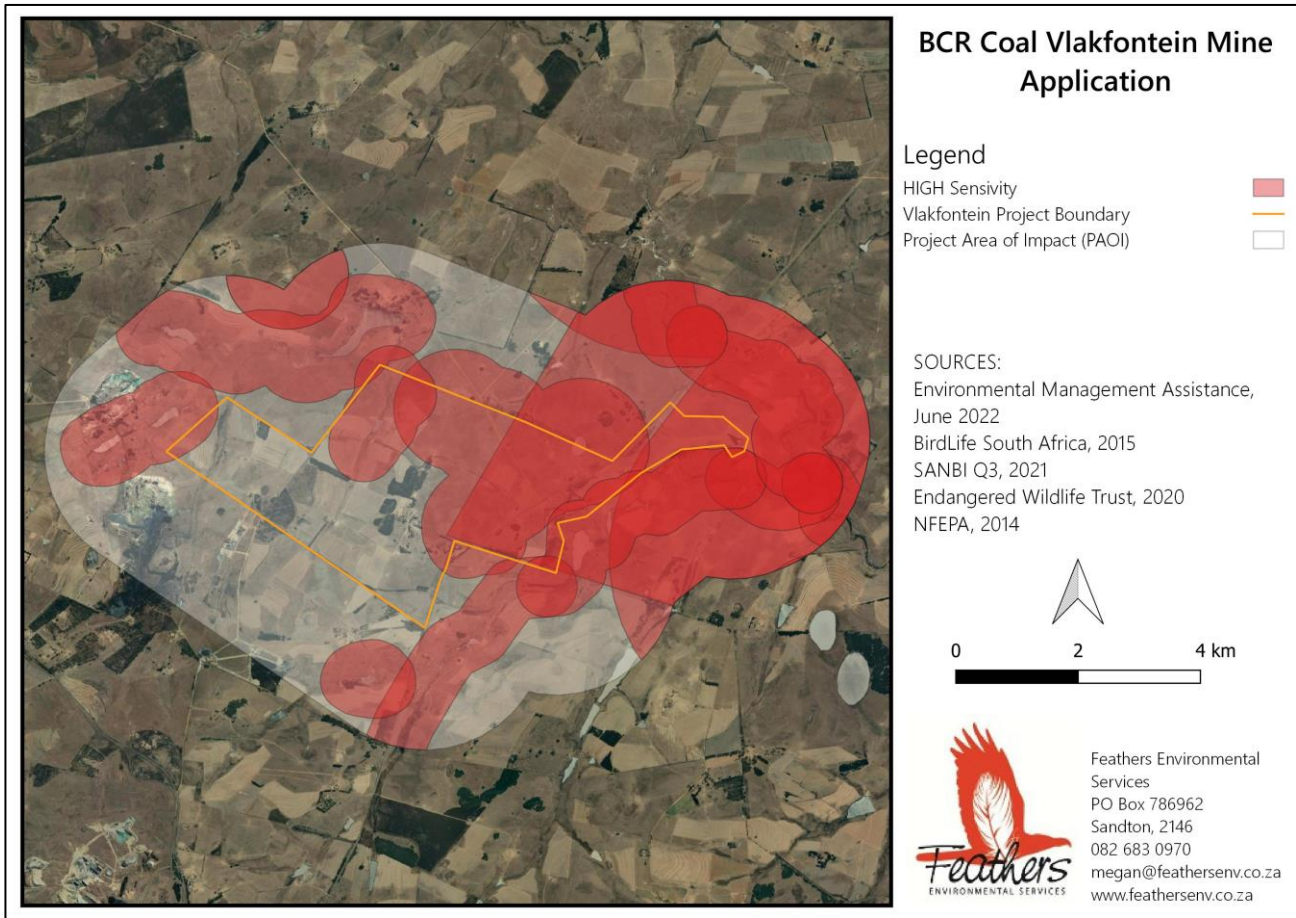 BCR Coal Vlakfontein Mine
Application
Legend
HIGH Sensivity
Vlakfontein Project Boundary
Project Area of Impact (PAOI)
SOURCES:
Environmental Management Assistance,
June 2022
BirdLife South Africa, 2015
SANBI Q3, 2021
Endangered Wildlife Trust, 2020
NFEPA, 2014
0 2 4 km
Feathers
ENVIRONMENTAL SERVICES
Feathers Environmental
Services
PO Box 786962
Sandton, 2146
082 683 0970
megan@feathersenv.co.za
www.feathersenv.co.za